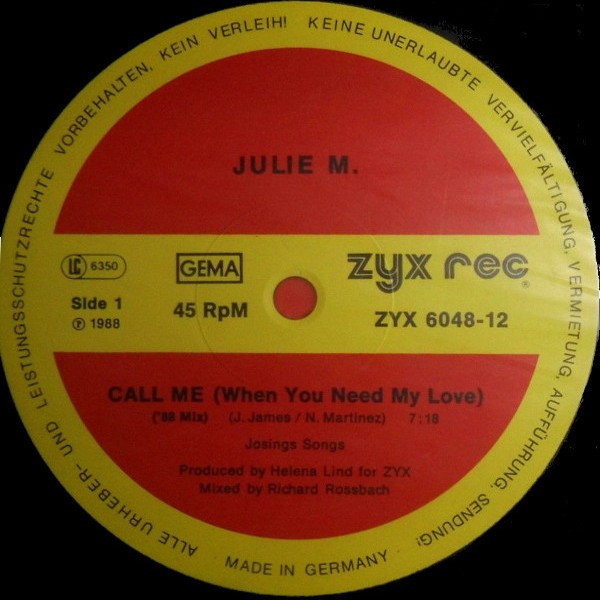 ALLE URHEBER- UND LEISTUNGSSCHUTZRECHTE VORBEHALTEN, KEIN VERLEIH! KEINE UNERLAUBTE VERVIELFÄLTIGUNG, VERMIETUNG, AUFFÜHRUNG, SENDUNG!
JULIE M.
LC 6350
GEMA
zyx rec ®
Side 1
45 RpM
ZYX 6048-12
℗ 1988
CALL ME (When You Need My Love)
('88 Mix) (J. James / N. Martinez) 7:18
Josings Songs
Produced by Helena Lind for ZYX
Mixed by Richard Rossbach
MADE IN GERMANY